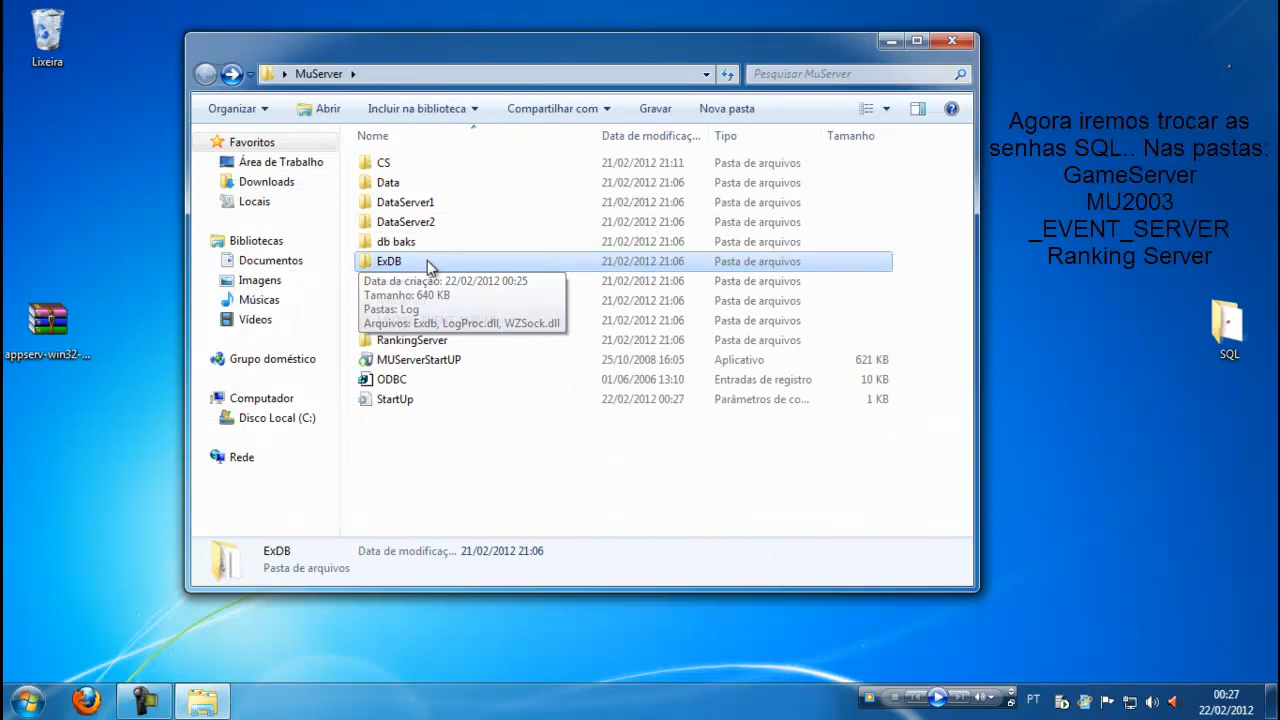 Lixeira
MuServer
Pesquisar MuServer
Organizar
Abrir
Incluir na biblioteca
Compartilhar com
Gravar
Nova pasta
Agora iremos trocar as
senhas SQL.. Nas pastas:
GameServer
MU2003
_EVENT_SERVER
Ranking Server
Favoritos
Área de Trabalho
Downloads
Locais
Bibliotecas
Documentos
Imagens
Músicas
Vídeos
Grupo doméstico
Computador
Disco Local (C:)
Rede
Nome Data de modificaç... Tipo Tamanho
CS 21/02/2012 21:11 Pasta de arquivos
Data 21/02/2012 21:06 Pasta de arquivos
DataServer1 21/02/2012 21:06 Pasta de arquivos
DataServer2 21/02/2012 21:06 Pasta de arquivos
db baks 21/02/2012 21:06 Pasta de arquivos
ExDB 21/02/2012 21:06 Pasta de arquivos
21/02/2012 21:06 Pasta de arquivos
21/02/2012 21:06 Pasta de arquivos
21/02/2012 21:06 Pasta de arquivos
Data da criação: 22/02/2012 00:25
Tamanho: 640 KB
Pastas: Log
Arquivos: Exdb, LogProc.dll, WZSock.dll
RankingServer 21/02/2012 21:06 Pasta de arquivos
MUServerStartUP 25/10/2008 16:05 Aplicativo 621 KB
ODBC 01/06/2006 13:10 Entradas de registro 10 KB
StartUp 22/02/2012 00:27 Parâmetros de co... 1 KB
ExDB Data de modificaç... 21/02/2012 21:06
Pasta de arquivos
appserv-win32-...
SQL
PT
00:27
22/02/2012